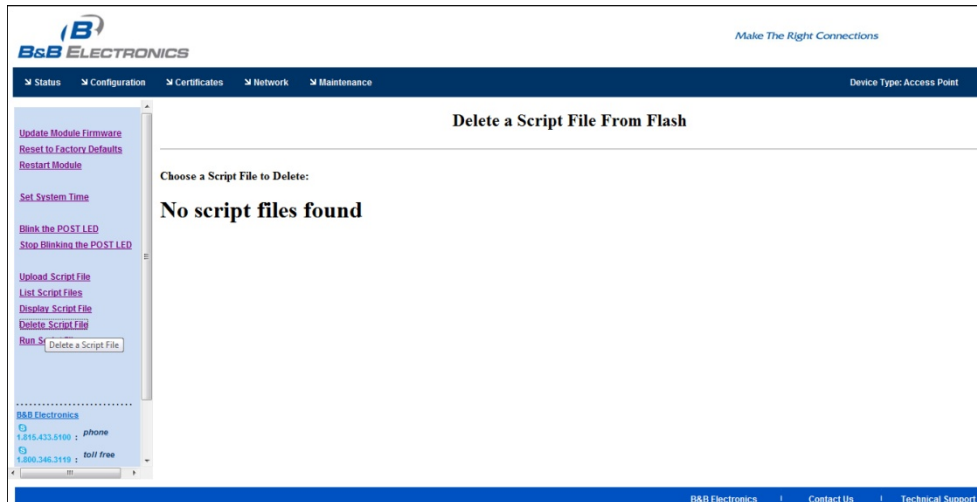 B&B ELECTRONICS
Make The Right Connections
Status Configuration Certificates Network Maintenance Device Type: Access Point
Delete a Script File From Flash
Update Module Firmware
Reset to Factory Defaults
Restart Module
Set System Time
Blink the POST LED
Stop Blinking the POST LED
Upload Script File
List Script Files
Display Script File
Delete Script File
Run
Delete a Script File
Choose a Script File to Delete:
No script files found
B&B Electronics
1.815.433.5100 : phone
1.800.346.3119 : toll free
B&B Electronics | Contact Us | Technical Support